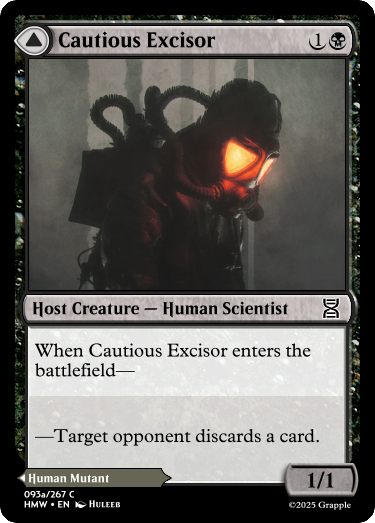 Cautious Excisor 1
Host Creature — Human Scientist
When Cautious Excisor enters the
battlefield—
—Target opponent discards a card.
Human Mutant
1/1
093a/267 C
HMW • EN Huleeb
©2025 Grapple